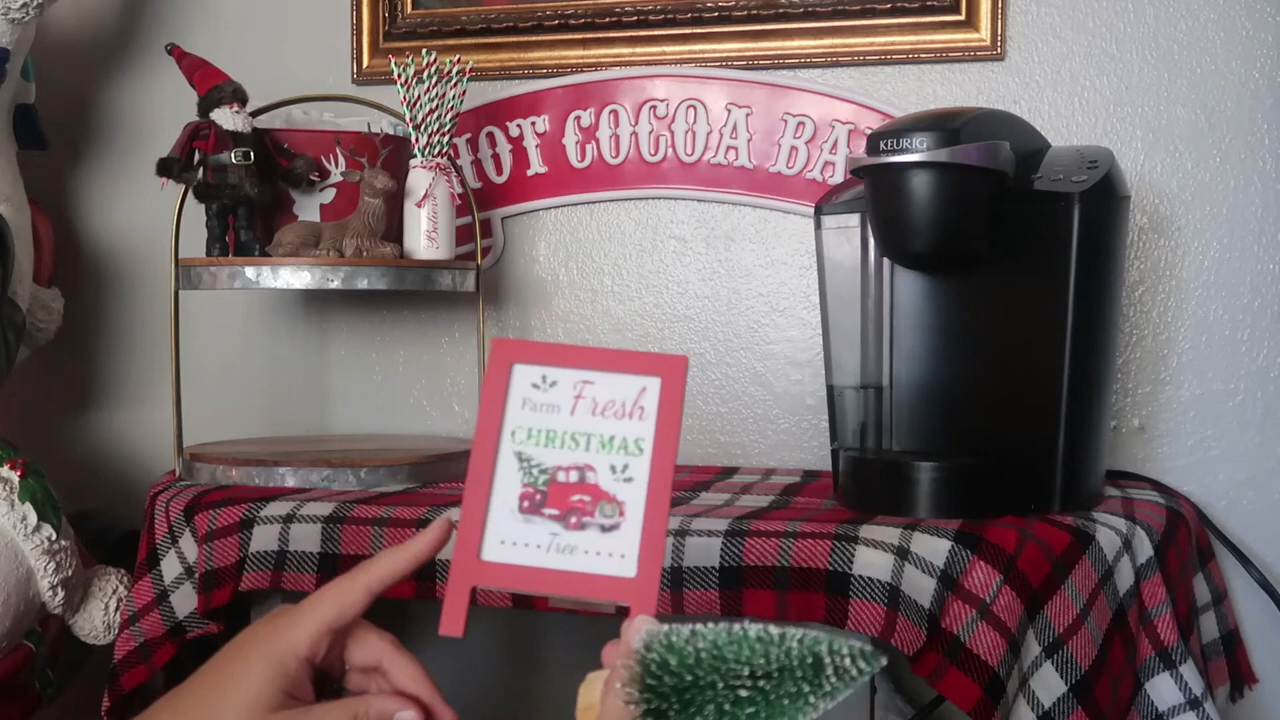 HOT COCOA BA
KEURIG
Believe
Farm Fresh
CHRISTMAS
Tree